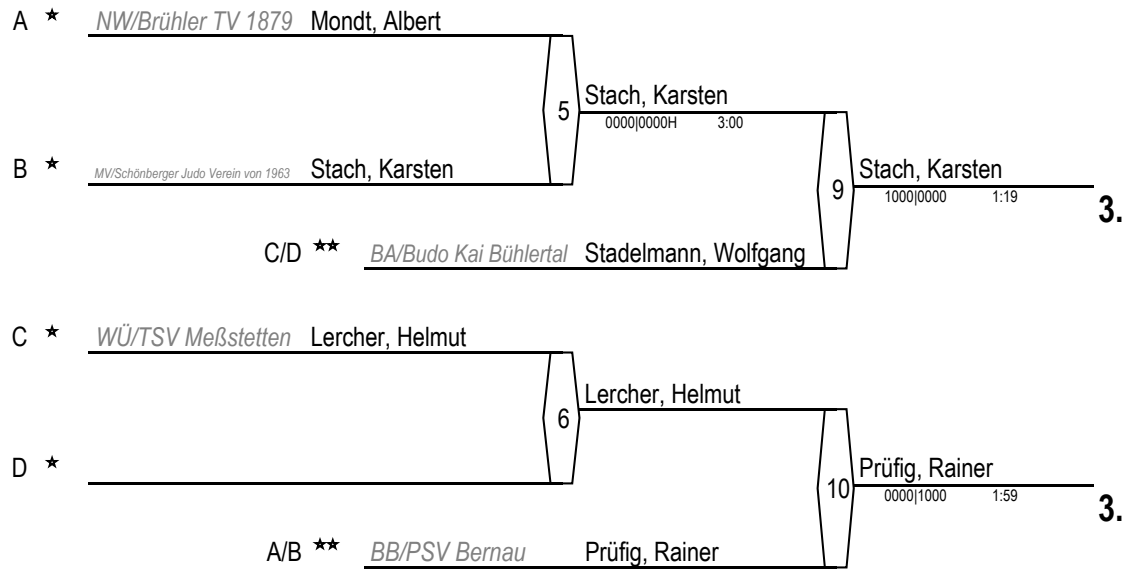 A ★ NW/Brühler TV 1879 Mondt, Albert
5 Stach, Karsten
0000|0000H 3:00
B ★ MV/Schönberger Judo Verein von 1963 Stach, Karsten
9 Stach, Karsten
1000|0000 1:19
3.
C/D ★★ BA/Budo Kai Bühlertal Stadelmann, Wolfgang
C ★ WÜ/TSV Meßstetten Lercher, Helmut
6 Lercher, Helmut
D ★
10 Prüfig, Rainer
0000|1000 1:59
3.
A/B ★★ BB/PSV Bernau Prüfig, Rainer